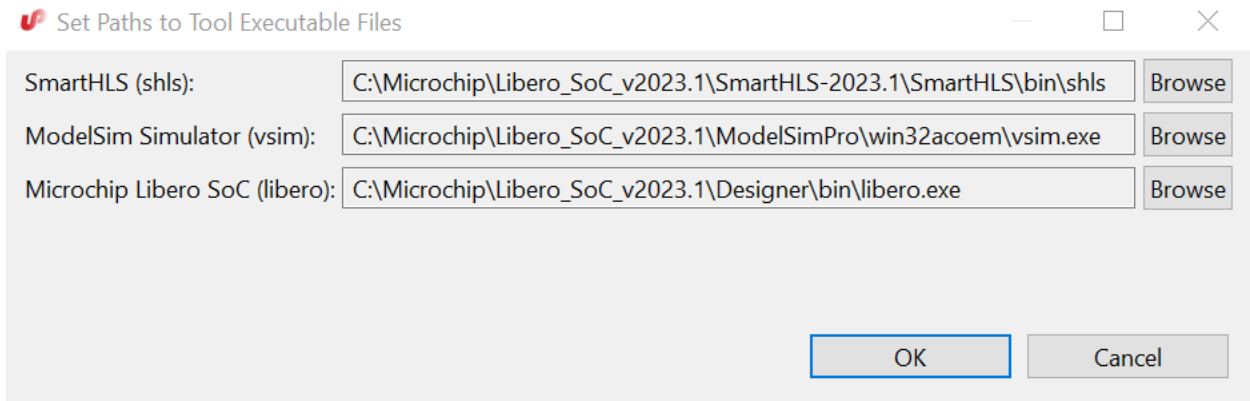 Set Paths to Tool Executable Files
SmartHLS (shls): C:\Microchip\Libero_SoC_v2023.1\SmartHLS-2023.1\SmartHLS\bin\shls Browse
ModelSim Simulator (vsim): C:\Microchip\Libero_SoC_v2023.1\ModelSimPro\win32acoem\vsim.exe Browse
Microchip Libero SoC (libero): C:\Microchip\Libero_SoC_v2023.1\Designer\bin\libero.exe Browse
OK Cancel